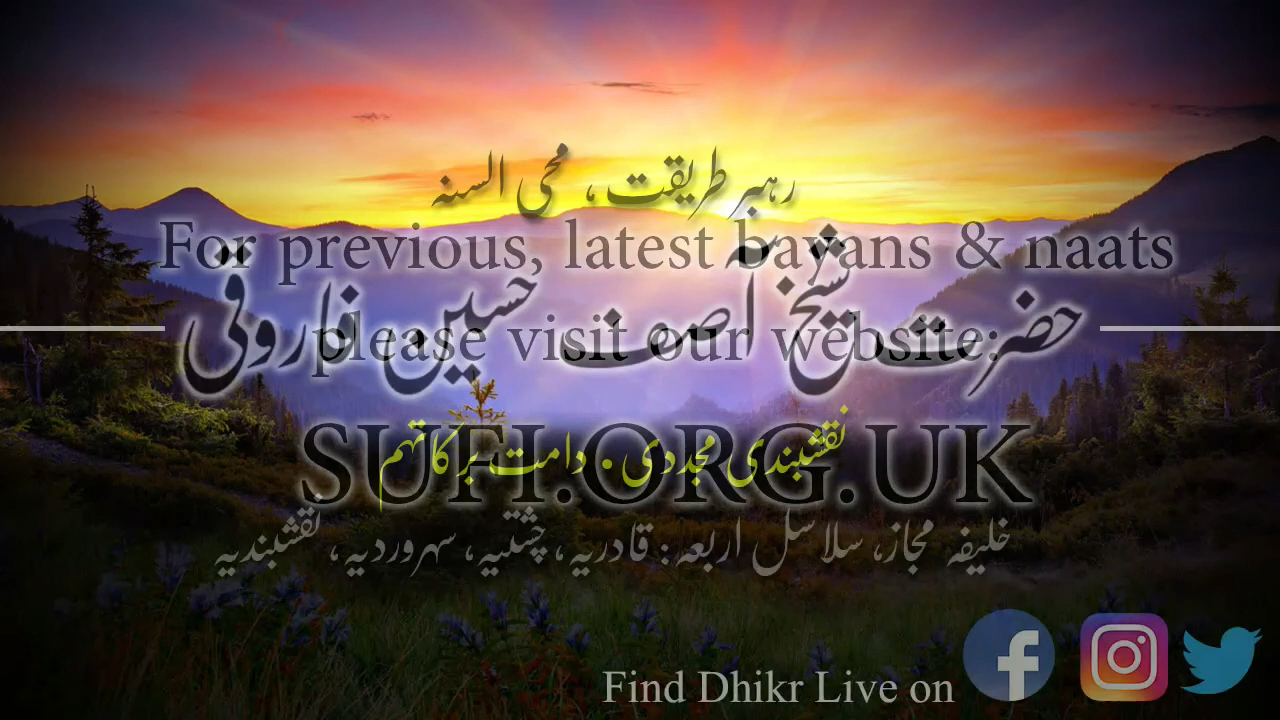 رہبر طریقت، محی السنہ
For previous, latest bayans & naats
حضرت شیخ آصف حسین فاروقی
please visit our website:
نقشبندی مجددی۔ دامت برکاتہم
SUFI.ORG.UK
خلیفہ مجاز، سلاسل اربعہ: قادریہ، چشتیہ، سہروردیہ، نقشبندیہ
Find Dhikr Live on